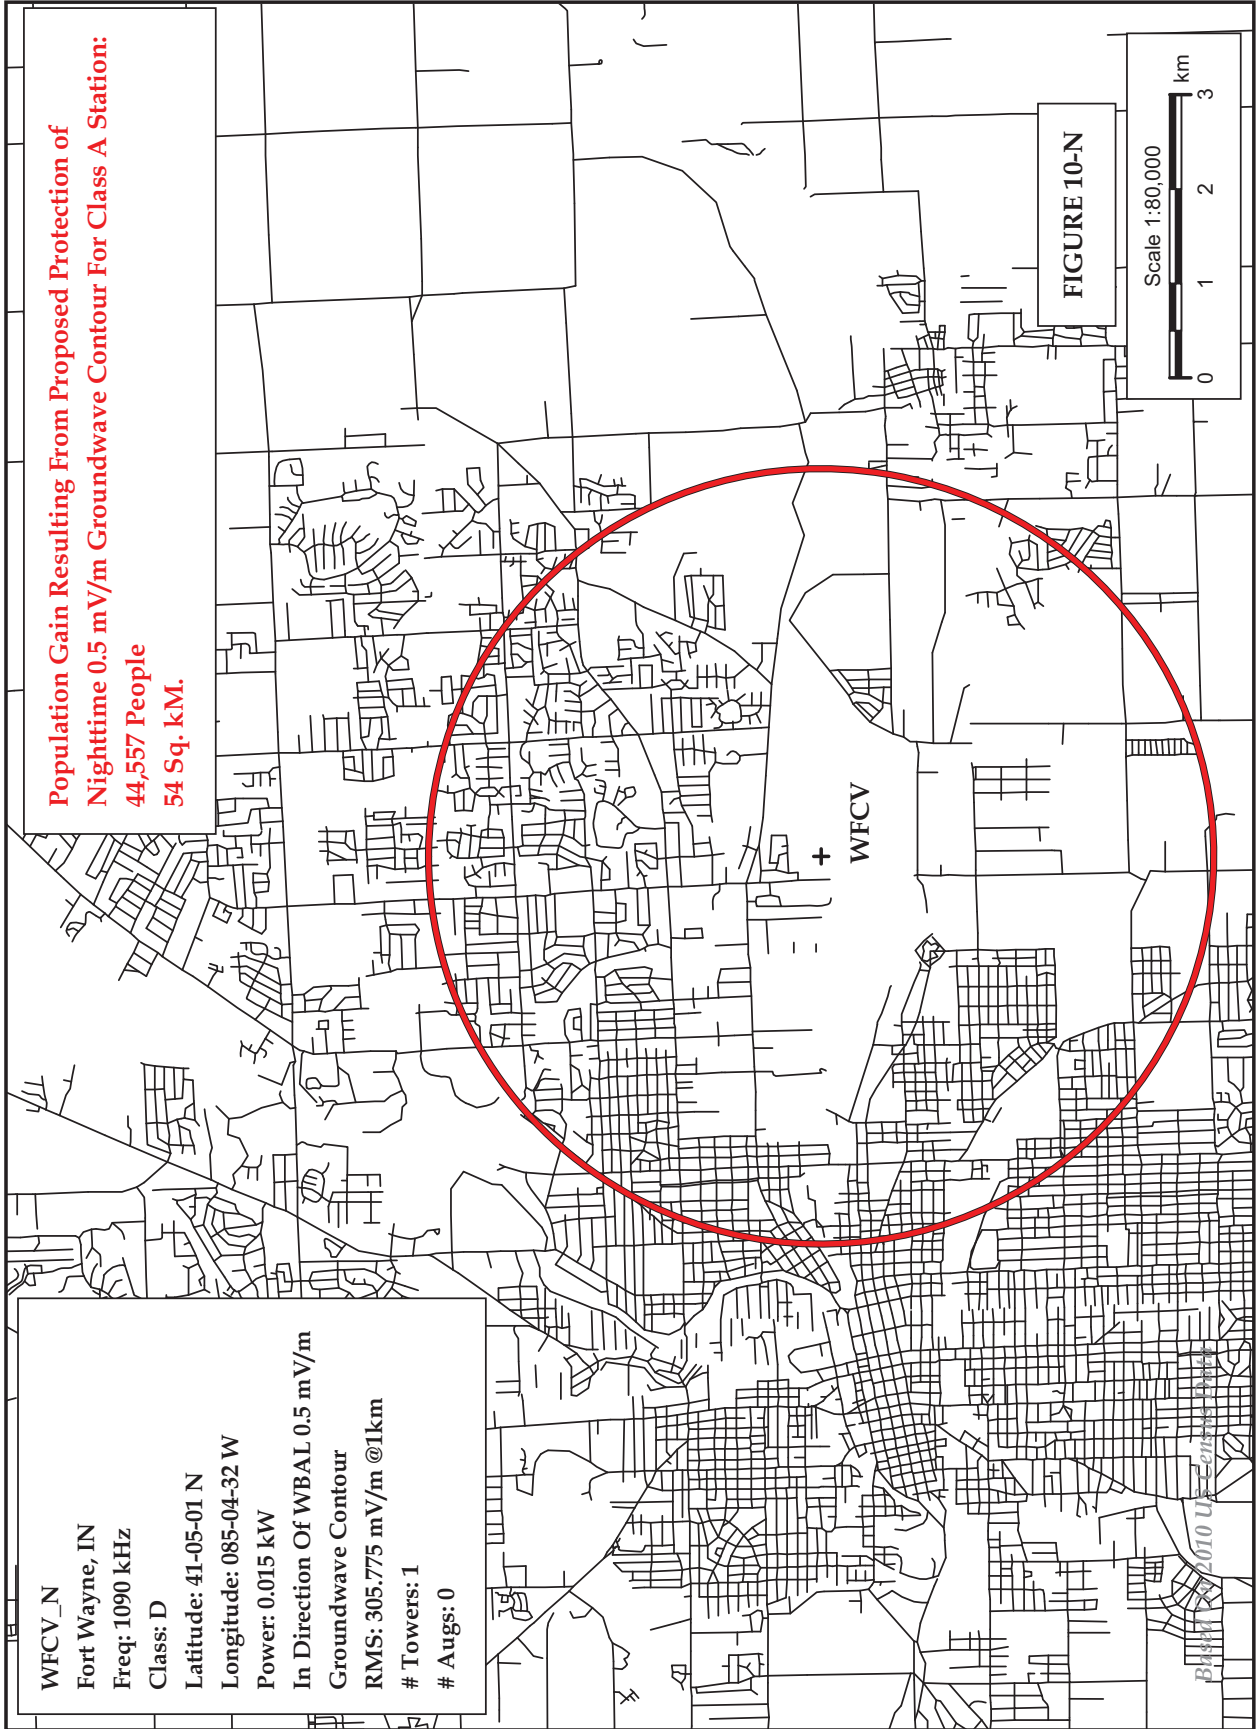 Population Gain Resulting From Proposed Protection of
Nighttime 0.5 mV/m Groundwave Contour For Class A Station:
44,557 People
54 Sq. kM.
WFCV_N
Fort Wayne, IN
Freq: 1090 kHz
Class: D
Latitude: 41-05-01 N
Longitude: 085-04-32 W
Power: 0.015 kW
In Direction Of WBAL 0.5 mV/m
Groundwave Contour
RMS: 305.775 mV/m @1km
# Towers: 1
# Augs: 0
WFCV
FIGURE 10-N
Scale 1:80,000
0 1 2 3 km
Based On 2010 US Census Data